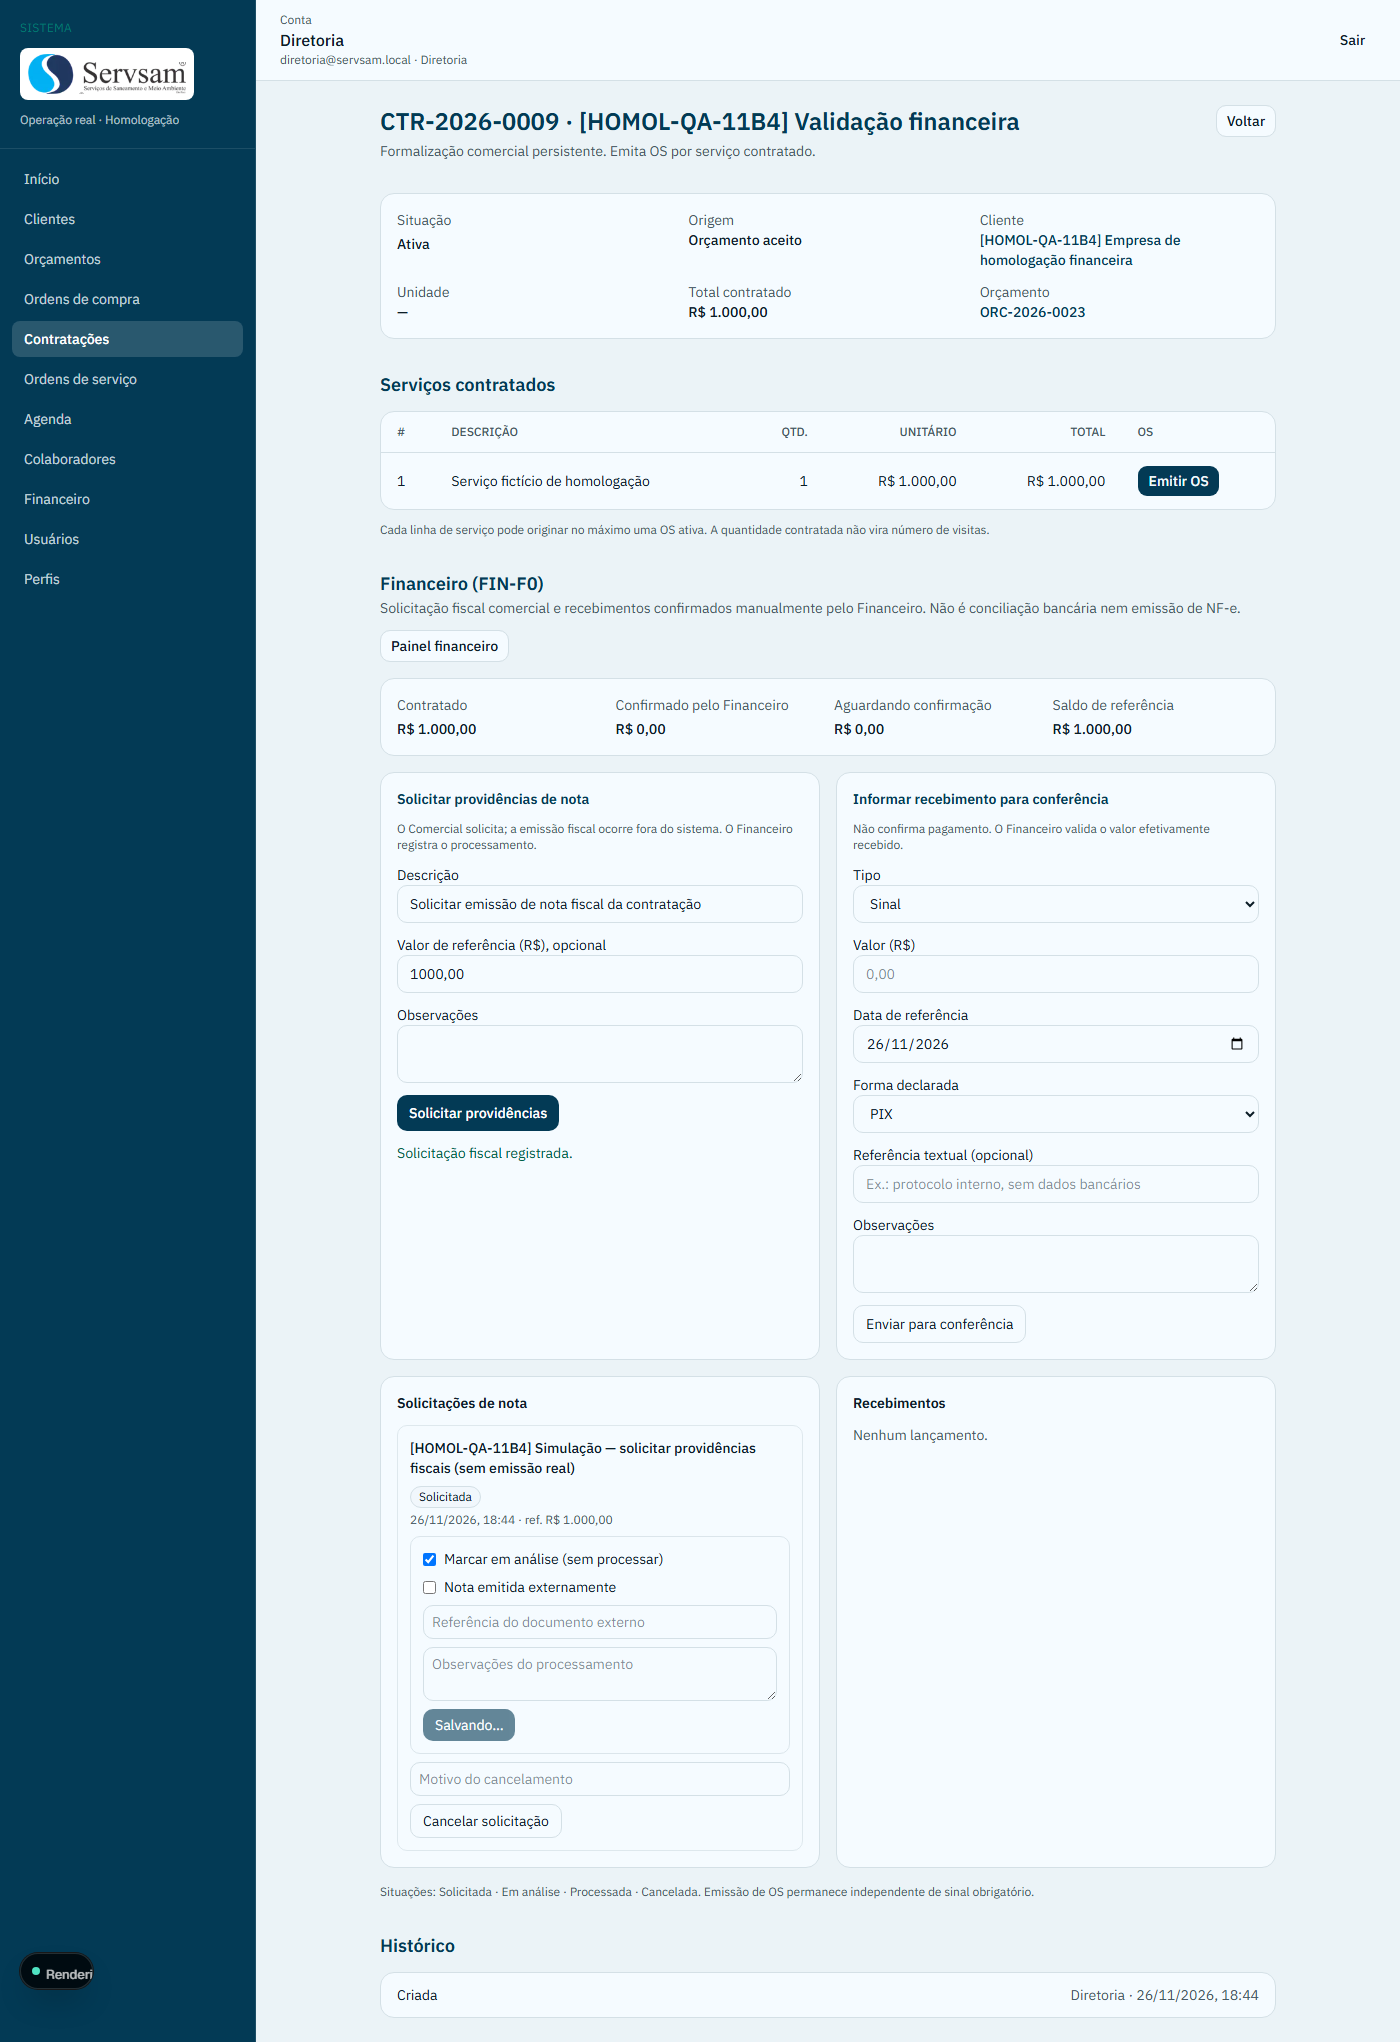 SISTEMA
Servsam
Serviços de Saneamento e Meio Ambiente
Operação real · Homologação
Início
Clientes
Orçamentos
Ordens de compra
Contratações
Ordens de serviço
Agenda
Colaboradores
Financeiro
Usuários
Perfis
Renderi
Conta
Diretoria
diretoria@servsam.local · Diretoria
Sair
CTR-2026-0009 · [HOMOL-QA-11B4] Validação financeira
Voltar
Formalização comercial persistente. Emita OS por serviço contratado.
Situação
Ativa
Origem
Orçamento aceito
Cliente
[HOMOL-QA-11B4] Empresa de
homologação financeira
Unidade
—
Total contratado
R$ 1.000,00
Orçamento
ORC-2026-0023
Serviços contratados
# DESCRIÇÃO QTD. UNITÁRIO TOTAL OS
1 Serviço fictício de homologação 1 R$ 1.000,00 R$ 1.000,00 Emitir OS
Cada linha de serviço pode originar no máximo uma OS ativa. A quantidade contratada não vira número de visitas.
Financeiro (FIN-F0)
Solicitação fiscal comercial e recebimentos confirmados manualmente pelo Financeiro. Não é conciliação bancária nem emissão de NF-e.
Painel financeiro
Contratado
R$ 1.000,00
Confirmado pelo Financeiro
R$ 0,00
Aguardando confirmação
R$ 0,00
Saldo de referência
R$ 1.000,00
Solicitar providências de nota
O Comercial solicita; a emissão fiscal ocorre fora do sistema. O Financeiro
registra o processamento.
Descrição
Solicitar emissão de nota fiscal da contratação
Valor de referência (R$), opcional
1000,00
Observações
Solicitar providências
Solicitação fiscal registrada.
Informar recebimento para conferência
Não confirma pagamento. O Financeiro valida o valor efetivamente
recebido.
Tipo
Sinal
Valor (R$)
0,00
Data de referência
26/11/2026
Forma declarada
PIX
Referência textual (opcional)
Ex.: protocolo interno, sem dados bancários
Observações
Enviar para conferência
Solicitações de nota
[HOMOL-QA-11B4] Simulação — solicitar providências
fiscais (sem emissão real)
Solicitada
26/11/2026, 18:44 · ref. R$ 1.000,00
Marcar em análise (sem processar)
Nota emitida externamente
Referência do documento externo
Observações do processamento
Salvando...
Motivo do cancelamento
Cancelar solicitação
Recebimentos
Nenhum lançamento.
Situações: Solicitada · Em análise · Processada · Cancelada. Emissão de OS permanece independente de sinal obrigatório.
Histórico
Criada
Diretoria · 26/11/2026, 18:44